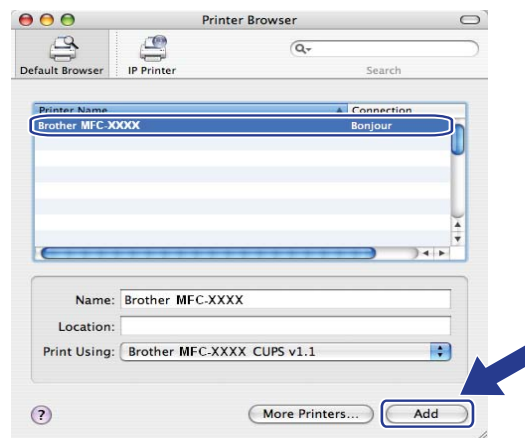 Printer Browser
Default Browser
IP Printer
Search
Printer Name Connection
Brother MFC-XXXX Bonjour
Name: Brother MFC-XXXX
Location:
Print Using: Brother MFC-XXXX CUPS v1.1
? More Printers... Add